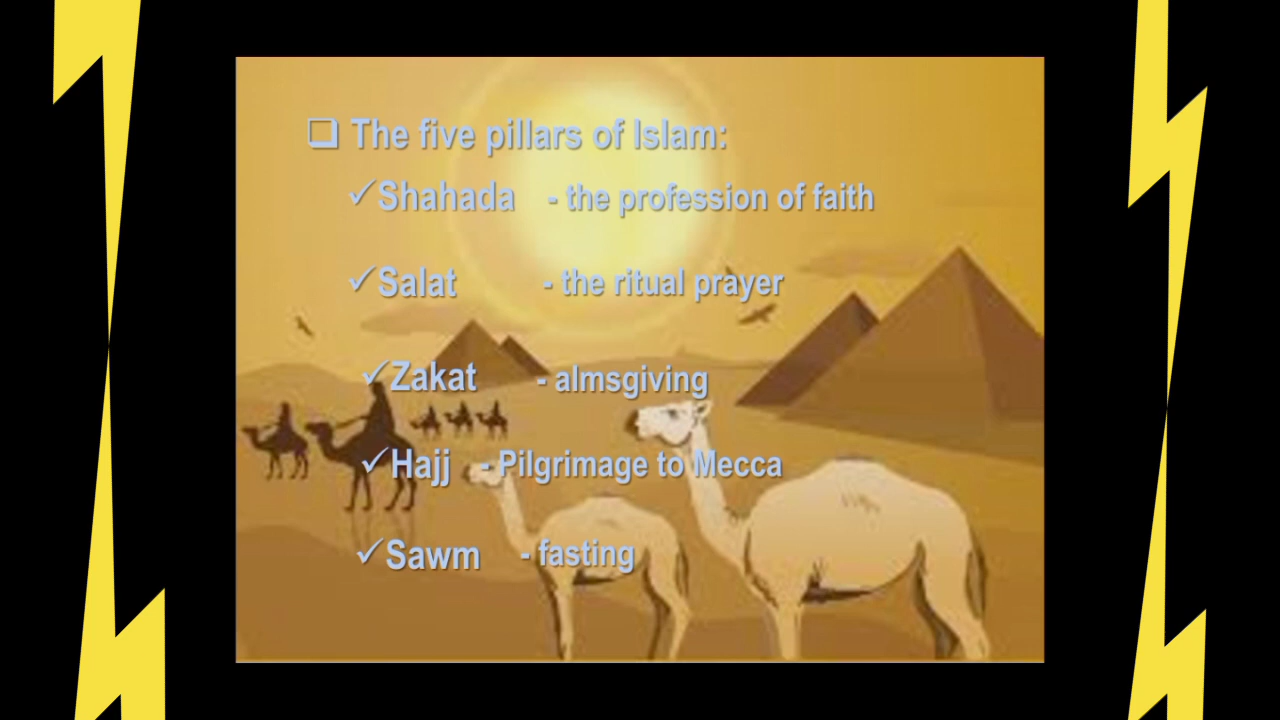 The five pillars of Islam:
Shahada - the profession of faith
Salat - the ritual prayer
Zakat - almsgiving
Hajj - Pilgrimage to Mecca
Sawm - fasting